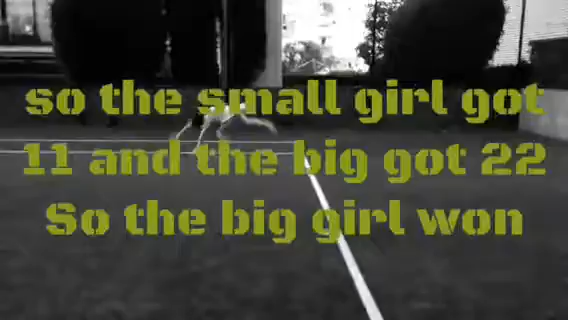 so the small girl got
11 and the big got 22
So the big girl won